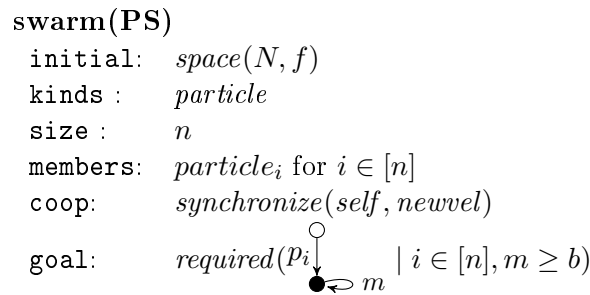 swarm(PS)
initial: space(N, f)
kinds : particle
size : n
members: particle_i for i ∈ [n]
coop: synchronize(self, newvel)
goal: required(p_i m | i ∈ [n], m ≥ b)